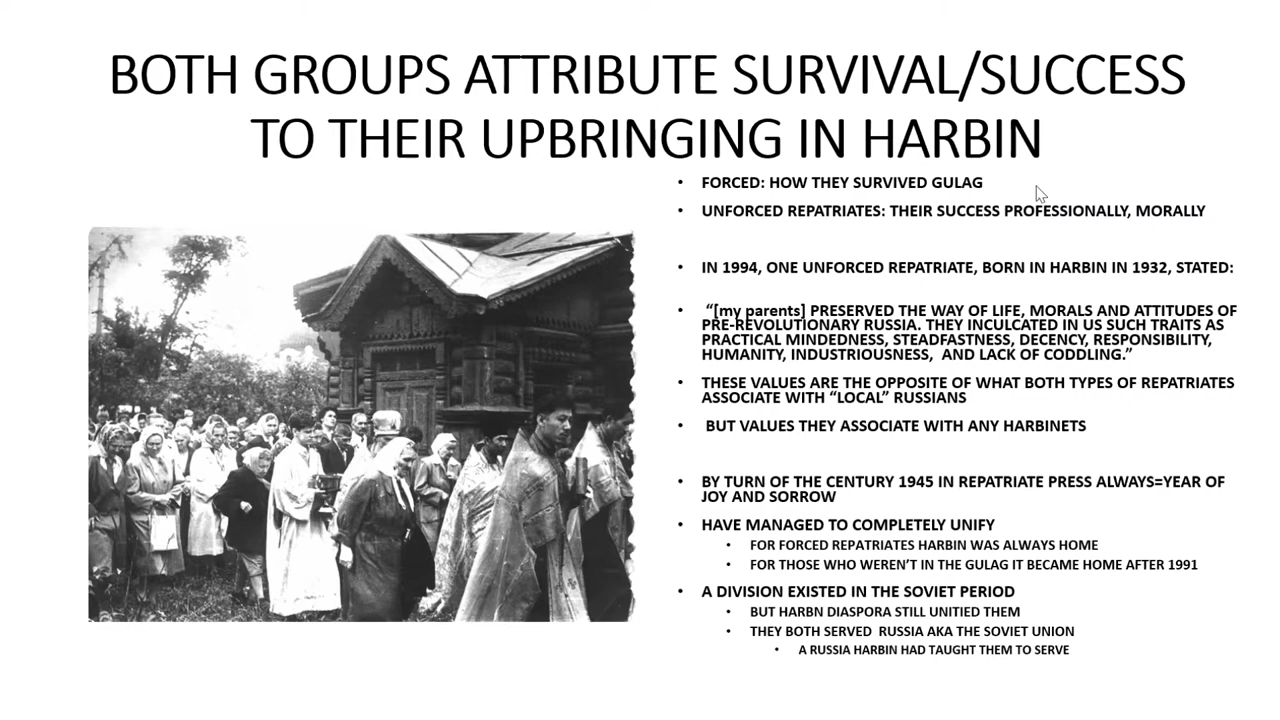 BOTH GROUPS ATTRIBUTE SURVIVAL/SUCCESS
TO THEIR UPBRINGING IN HARBIN
• FORCED: HOW THEY SURVIVED GULAG
• UNFORCED REPATRIATES: THEIR SUCCESS PROFESSIONALLY, MORALLY
• IN 1994, ONE UNFORCED REPATRIATE, BORN IN HARBIN IN 1932, STATED:
• “[my parents] PRESERVED THE WAY OF LIFE, MORALS AND ATTITUDES OF
PRE-REVOLUTIONARY RUSSIA. THEY INCULCATED IN US SUCH TRAITS AS
PRACTICAL MINDEDNESS, STEADFASTNESS, DECENCY, RESPONSIBILITY,
HUMANITY, INDUSTRIOUSNESS, AND LACK OF CODDLING.”
• THESE VALUES ARE THE OPPOSITE OF WHAT BOTH TYPES OF REPATRIATES
ASSOCIATE WITH “LOCAL” RUSSIANS
• BUT VALUES THEY ASSOCIATE WITH ANY HARBINETS
• BY TURN OF THE CENTURY 1945 IN REPATRIATE PRESS ALWAYS=YEAR OF
JOY AND SORROW
• HAVE MANAGED TO COMPLETELY UNIFY
• FOR FORCED REPATRIATES HARBIN WAS ALWAYS HOME
• FOR THOSE WHO WEREN’T IN THE GULAG IT BECAME HOME AFTER 1991
• A DIVISION EXISTED IN THE SOVIET PERIOD
• BUT HARBN DIASPORA STILL UNITIED THEM
• THEY BOTH SERVED RUSSIA AKA THE SOVIET UNION
• A RUSSIA HARBIN HAD TAUGHT THEM TO SERVE